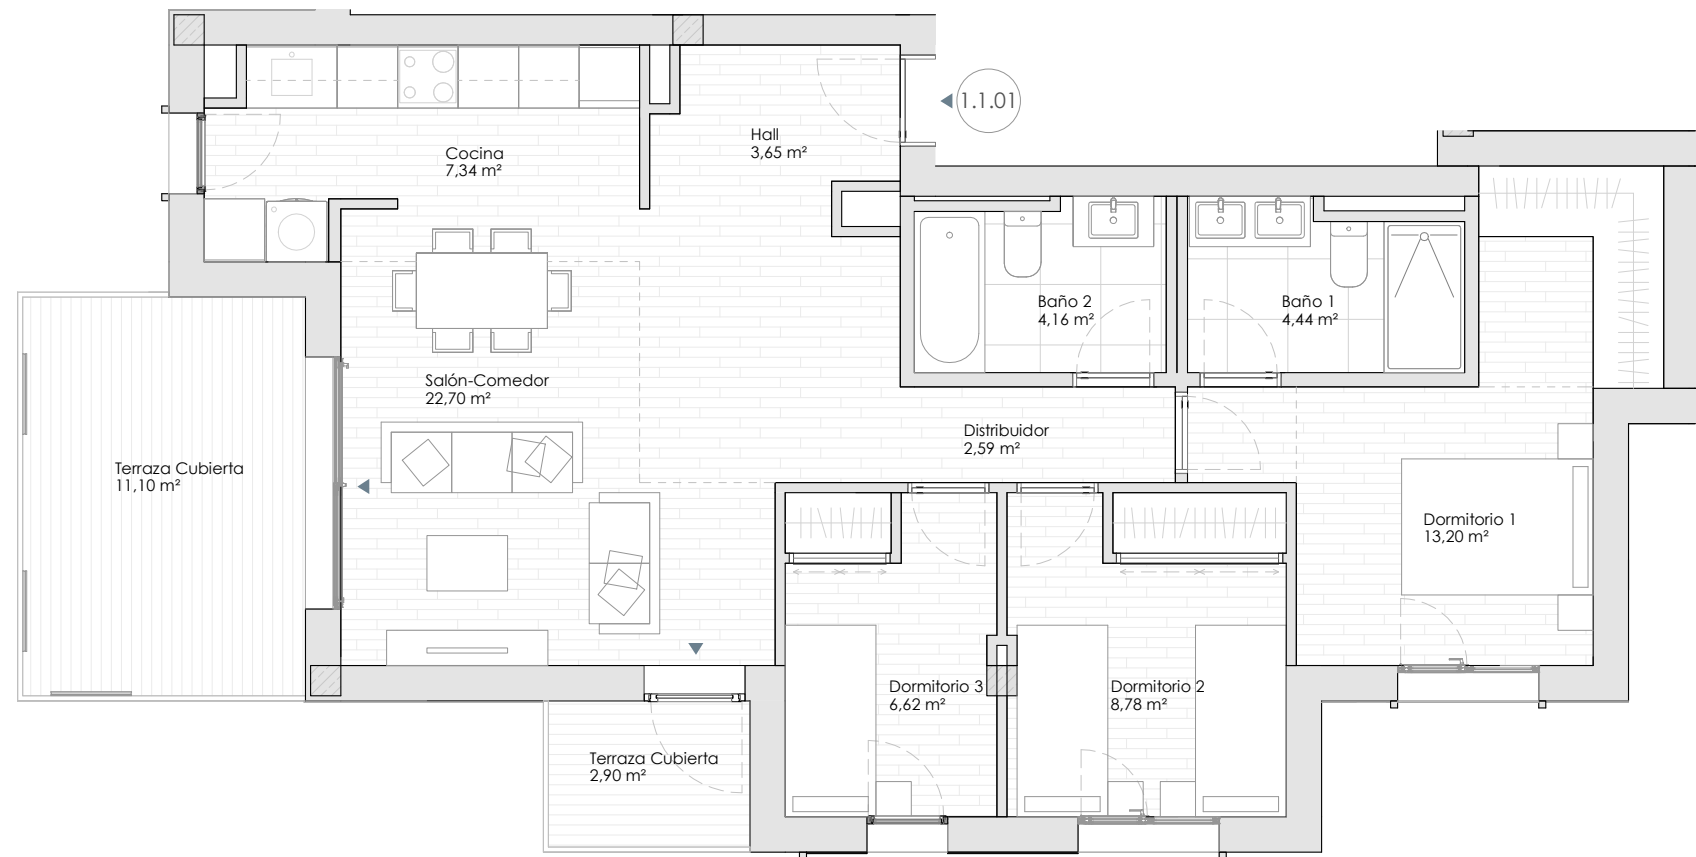 1.1.01
Hall
3,65 m²
Cocina
7,34 m²
Baño 2
4,16 m²
Baño 1
4,44 m²
Salón-Comedor
22,70 m²
Distribuidor
2,59 m²
Terraza Cubierta
11,10 m²
Dormitorio 1
13,20 m²
Dormitorio 3
6,62 m²
Dormitorio 2
8,78 m²
Terraza Cubierta
2,90 m²